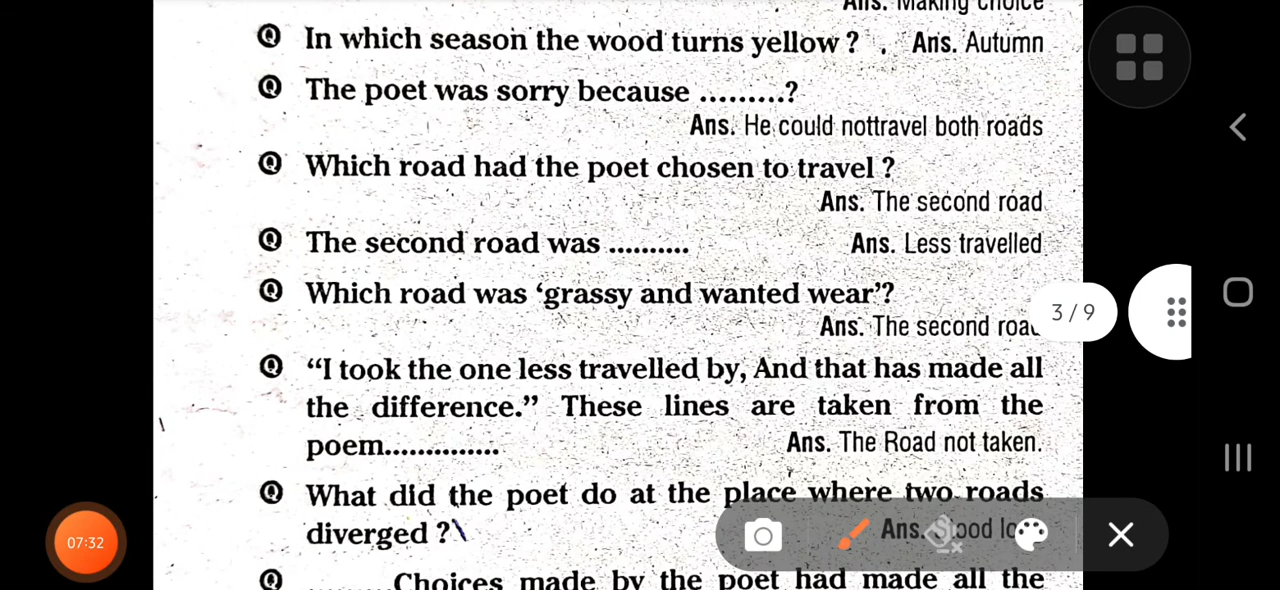 Ans. Making choice
Q In which season the wood turns yellow ? . Ans. Autumn
Q The poet was sorry because .........?
Ans. He could nottravel both roads
Q Which road had the poet chosen to travel ?
Ans. The second road
Q The second road was .......... Ans. Less travelled
Q Which road was ‘grassy and wanted wear’?
Ans. The second road
3 / 9
Q “I took the one less travelled by, And that has made all
the difference.” These lines are taken from the
poem.............. Ans. The Road not taken.
Q What did the poet do at the place where two roads
diverged ? Ans. Stood
07:32
Q ........ Choices made by the poet had made all the